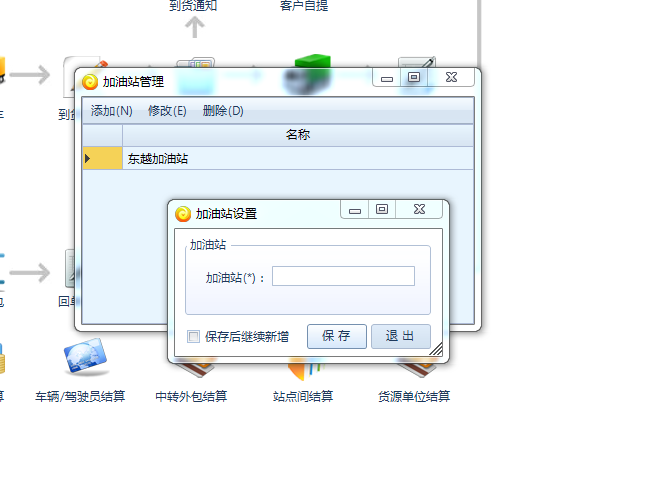 到货通知
客户自提
加油站管理
添加(N) 修改(E) 删除(D)
名称
东越加油站
加油站设置
加油站
加油站(*)：
保存后继续新增
保 存
退 出
车辆/驾驶员结算
中转外包结算
站点间结算
货源单位结算